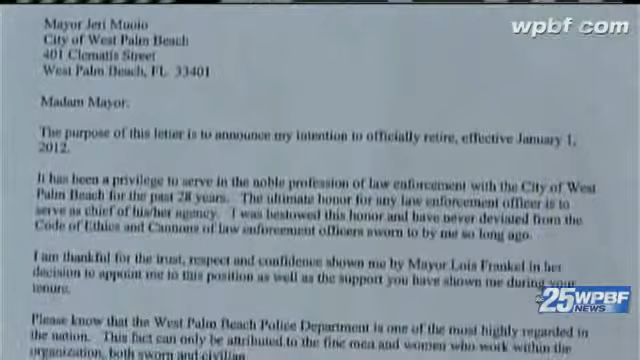 wpbf.com
Mayor Jeri Muoio
City of West Palm Beach
401 Clematis Street
West Palm Beach, FL 33401
Madam Mayor:
The purpose of this letter is to announce my intention to officially retire, effective January 1,
2012.
It has been a privilege to serve in the noble profession of law enforcement with the City of West
Palm Beach for the past 28 years. The ultimate honor for any law enforcement officer is to
serve as chief of his/her agency. I was bestowed this honor and have never deviated from the
Code of Ethics and Cannons of law enforcement officers sworn to by me so long ago.
I am thankful for the trust, respect and confidence shown me by Mayor Lois Frankel in her
decision to appoint me to this position as well as the support you have shown me during your
tenure.
25 WPBF
NEWS
Please know that the West Palm Beach Police Department is one of the most highly regarded in
the nation. This fact can only be attributed to the fine men and women who work within the
organization, both sworn and civilian.